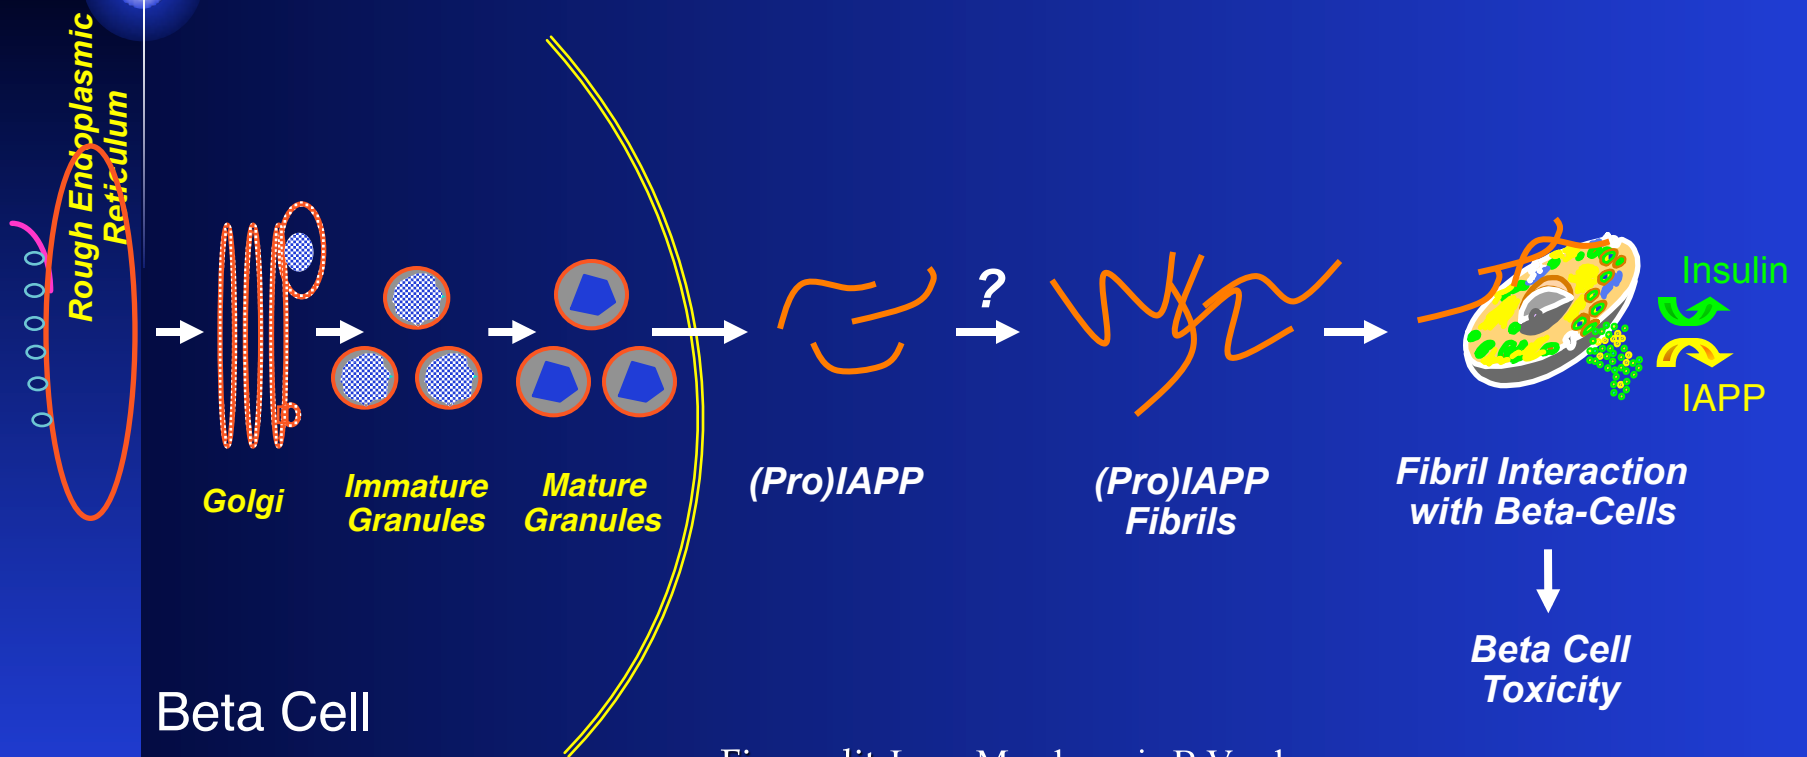 Rough Endoplasmic
Reticulum
?
Insulin
IAPP
Golgi
Immature
Granules
Mature
Granules
(Pro)IAPP
(Pro)IAPP
Fibrils
Fibril Interaction
with Beta-Cells
Beta Cell
Toxicity
Beta Cell